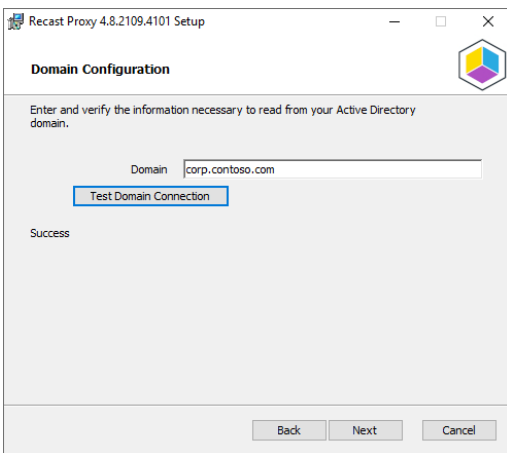 Recast Proxy 4.8.2109.4101 Setup
Domain Configuration
Enter and verify the information necessary to read from your Active Directory
domain.
Domain corp.contoso.com
Test Domain Connection
Success
Back Next Cancel